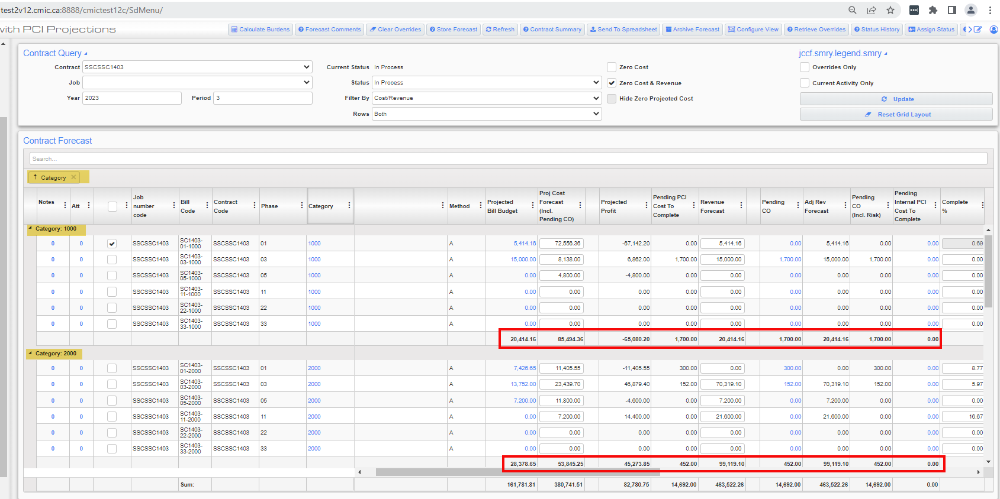 test2v12.cmic.ca:8888/cmictest12c/SdMenu/
with PCI Projections
Calculate Burdens Forecast Comments Clear Overrides Store Forecast Refresh Contract Summary Send To Spreadsheet Archive Forecast Configure View Retrieve Overrides Status History Assign Status
Contract Query
jccf.smry.legend.smry
Contract SSCSSC1403 Current Status In Process Zero Cost Overrides Only
Job Status In Process Zero Cost & Revenue Current Activity Only
Year 2023 Period 3 Filter By Cost/Revenue Hide Zero Projected Cost Update
Rows Both Reset Grid Layout
Contract Forecast
Search...
Category
Notes Att Job number code Bill Code Contract Code Phase Category Method Projected Bill Budget Proj Cost Forecast (Incl. Pending CO) Projected Profit Pending PCI Cost To Complete Revenue Forecast Pending CO Adj Rev Forecast Pending CO (Incl. Risk) Pending Internal PCI Cost To Complete Complete %
Category: 1000
0 0 SSCSSC1403 SC1403-01-1000 SSCSSC1403 01 1000 A 5,414.16 72,556.36 -67,142.20 0.00 5,414.16 0.00 5,414.16 0.00 0.00 0.69
0 0 SSCSSC1403 SC1403-03-1000 SSCSSC1403 03 1000 A 15,000.00 8,138.00 6,862.00 1,700.00 15,000.00 1,700.00 15,000.00 1,700.00 0.00 0.00
0 0 SSCSSC1403 SC1403-05-1000 SSCSSC1403 05 1000 A 0.00 4,800.00 -4,800.00 0.00 0.00 0.00 0.00 0.00 0.00 0.00
0 0 SSCSSC1403 SC1403-11-1000 SSCSSC1403 11 1000 A 0.00 0.00 0.00 0.00 0.00 0.00 0.00 0.00 0.00 0.00
0 0 SSCSSC1403 SC1403-22-1000 SSCSSC1403 22 1000 A 0.00 0.00 0.00 0.00 0.00 0.00 0.00 0.00 0.00 0.00
0 0 SSCSSC1403 SC1403-33-1000 SSCSSC1403 33 1000 A 0.00 0.00 0.00 0.00 0.00 0.00 0.00 0.00 0.00 0.00
20,414.16 85,494.36 -65,080.20 1,700.00 20,414.16 1,700.00 20,414.16 1,700.00 0.00
Category: 2000
0 0 SSCSSC1403 SC1403-01-2000 SSCSSC1403 01 2000 A 7,426.65 11,405.55 -11,405.55 300.00 0.00 300.00 0.00 300.00 0.00 8.77
0 0 SSCSSC1403 SC1403-03-2000 SSCSSC1403 03 2000 A 13,752.00 23,439.70 46,879.40 152.00 70,319.10 152.00 70,319.10 152.00 0.00 5.97
0 0 SSCSSC1403 SC1403-05-2000 SSCSSC1403 05 2000 A 7,200.00 11,800.00 -4,600.00 0.00 7,200.00 0.00 7,200.00 0.00 0.00 0.00
0 0 SSCSSC1403 SC1403-11-2000 SSCSSC1403 11 2000 A 0.00 7,200.00 14,400.00 0.00 21,600.00 0.00 21,600.00 0.00 0.00 16.67
0 0 SSCSSC1403 SC1403-22-2000 SSCSSC1403 22 2000 A 0.00 0.00 0.00 0.00 0.00 0.00 0.00 0.00 0.00 0.00
0 0 SSCSSC1403 SC1403-33-2000 SSCSSC1403 33 2000 A 0.00 0.00 0.00 0.00 0.00 0.00 0.00 0.00 0.00 0.00
28,378.65 53,845.25 45,273.85 452.00 99,119.10 452.00 99,119.10 452.00 0.00
Sum: 161,781.81 380,741.51 82,780.75 14,692.00 463,522.26 14,692.00 463,522.26 14,692.00 0.00